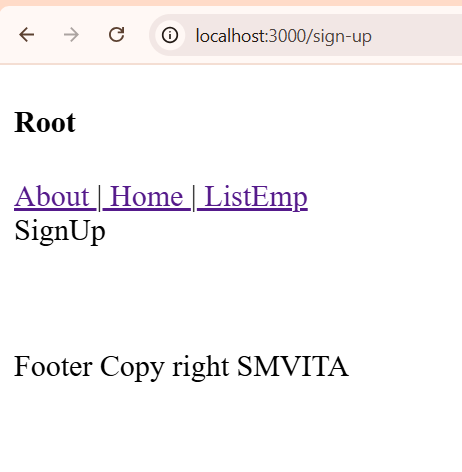 localhost:3000/sign-up
Root
About | Home | ListEmp
SignUp
Footer Copy right SMVITA